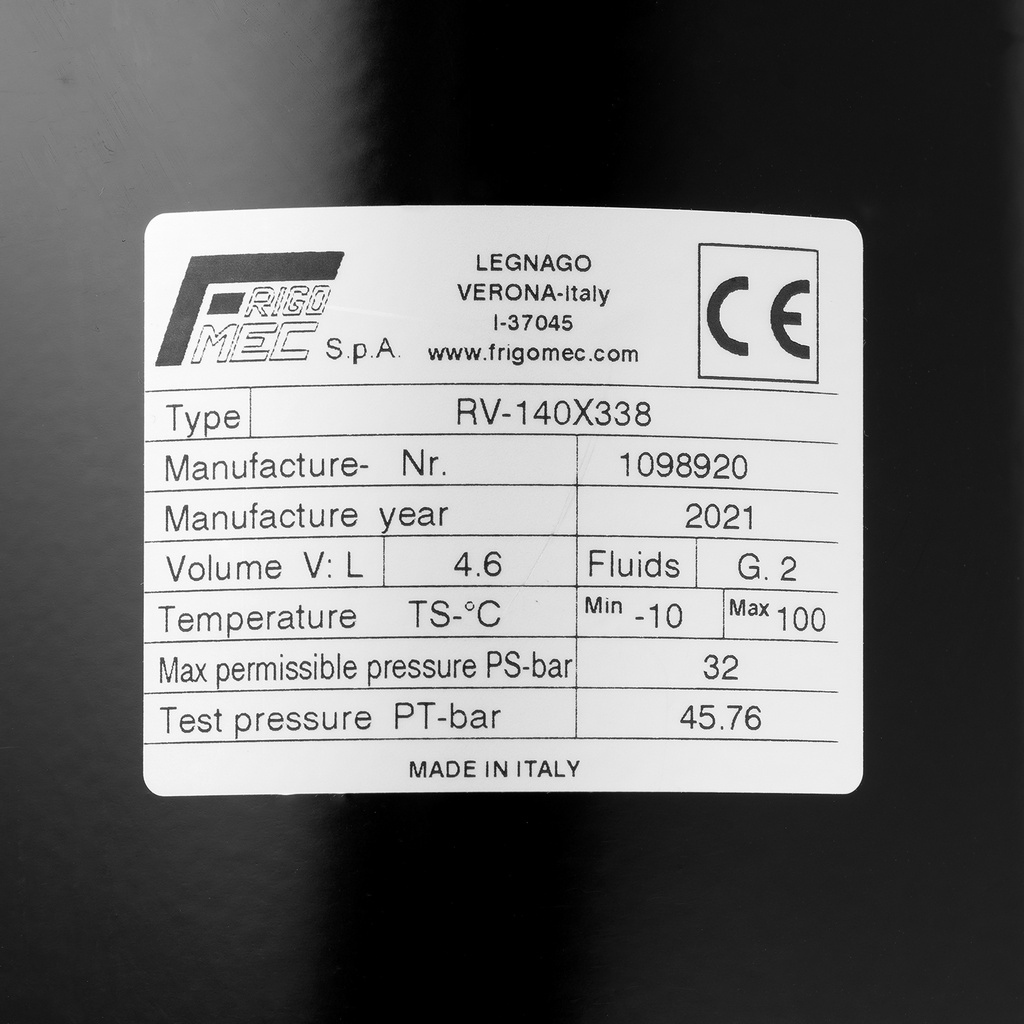 FRIGO
MEC S.p.A.
LEGNAGO
VERONA-Italy
I-37045
www.frigomec.com
CE
Type RV-140X338
Manufacture- Nr. 1098920
Manufacture year 2021
Volume V: L 4.6 Fluids G. 2
Temperature TS-°C Min -10 Max 100
Max permissible pressure PS-bar 32
Test pressure PT-bar 45.76
MADE IN ITALY